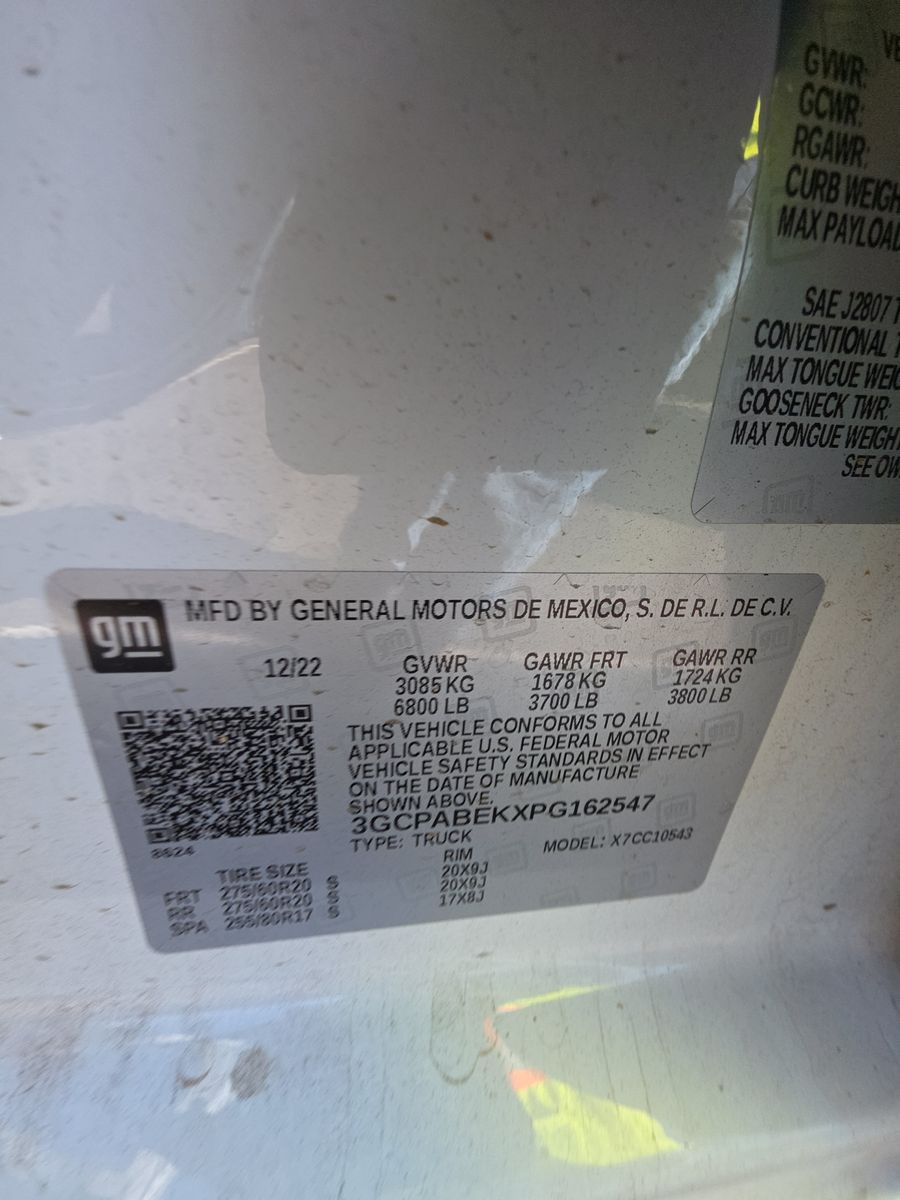 VE
GVWR:
GCWR:
RGAWR:
CURB WEIGH
MAX PAYLOAD
SAE J2807 T
CONVENTIONAL T
MAX TONGUE WEIG
GOOSENECK TWR:
MAX TONGUE WEIGH
SEE OW
gm
MFD BY GENERAL MOTORS DE MEXICO, S. DE R.L. DE C.V.
12/22 GVWR GAWR FRT GAWR RR
3085 KG 1678 KG 1724 KG
6800 LB 3700 LB 3800 LB
THIS VEHICLE CONFORMS TO ALL
APPLICABLE U.S. FEDERAL MOTOR
VEHICLE SAFETY STANDARDS IN EFFECT
ON THE DATE OF MANUFACTURE
SHOWN ABOVE.
3GCPABEKXPG162547
TYPE: TRUCK MODEL: X7CC10543
8624
TIRE SIZE RIM
FRT 275/60R20 S 20X9J
RR 275/60R20 S 20X9J
SPA 255/80R17 S 17X8J